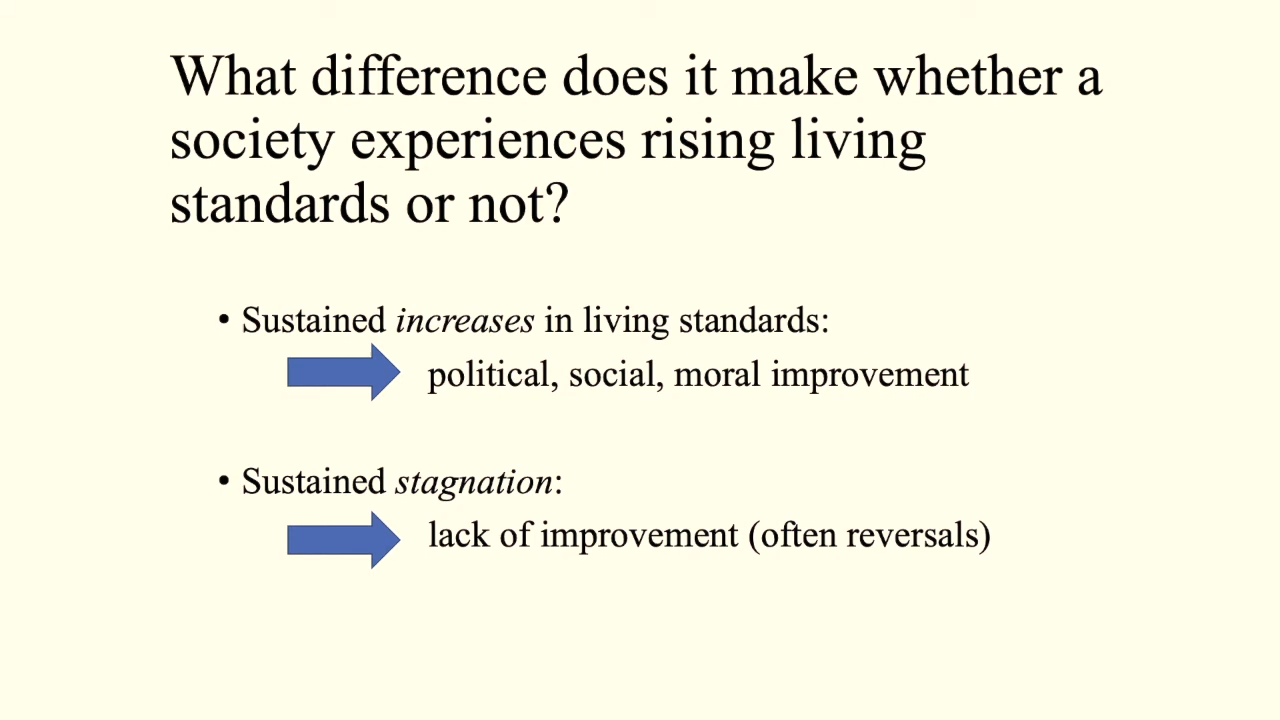 What difference does it make whether a
society experiences rising living
standards or not?
• Sustained increases in living standards:
political, social, moral improvement
• Sustained stagnation:
lack of improvement (often reversals)